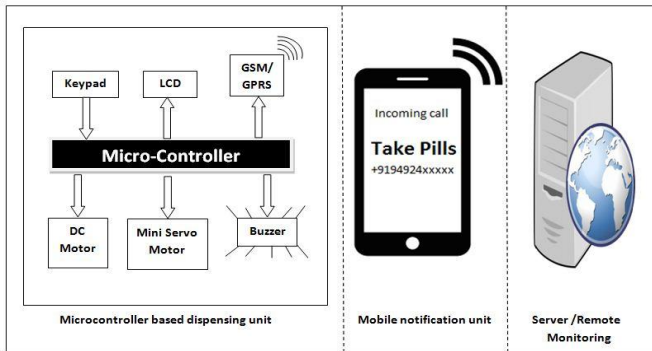 Keypad
LCD
GSM/
GPRS
Micro-Controller
DC
Motor
Mini Servo
Motor
Buzzer
Microcontroller based dispensing unit
Incoming call
Take Pills
+9194924xxxxx
Mobile notification unit
Server /Remote
Monitoring